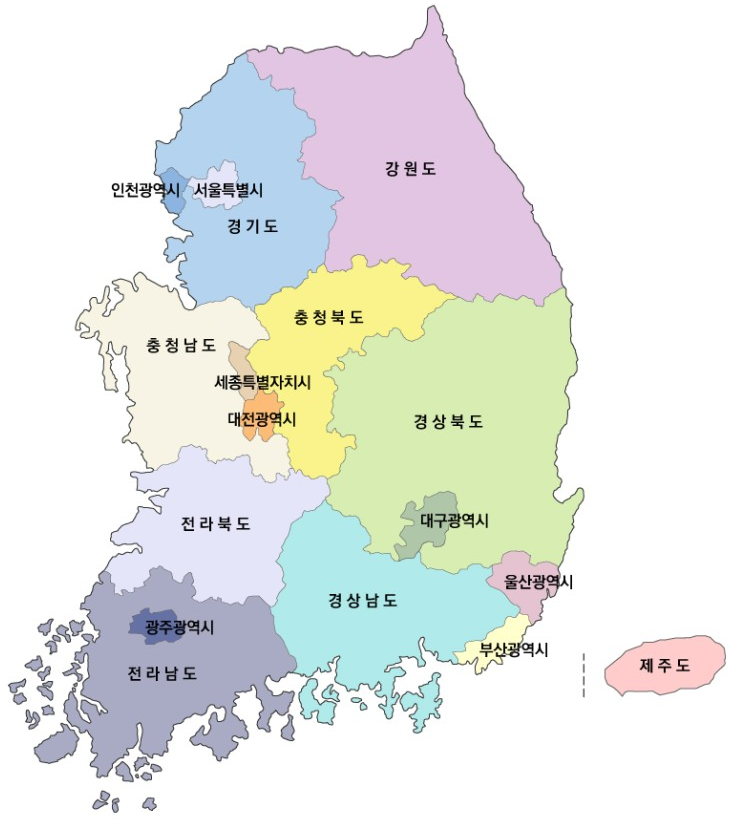 강원도
인천광역시
서울특별시
경기도
충청북도
충청남도
세종특별자치시
대전광역시
경상북도
대구광역시
전라북도
울산광역시
경상남도
광주광역시
부산광역시
제주도
전라남도